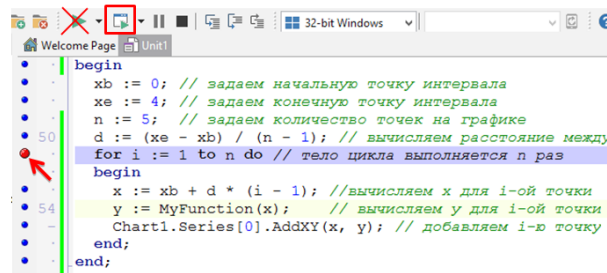 32-bit Windows
Welcome Page Unit1
begin
xb := 0; // задаем начальную точку интервала
xe := 4; // задаем конечную точку интервала
n := 5; // задаем количество точек на графике
50 d := (xe - xb) / (n - 1); // вычисляем расстояние между
for i := 1 to n do // тело цикла выполняется n раз
begin
x := xb + d * (i - 1); //вычисляем x для i-ой точки
54 y := MyFunction(x); // вычисляем y для i-ой точки
Chart1.Series[0].AddXY(x, y); // добавляем i-ю точку
end;
end;